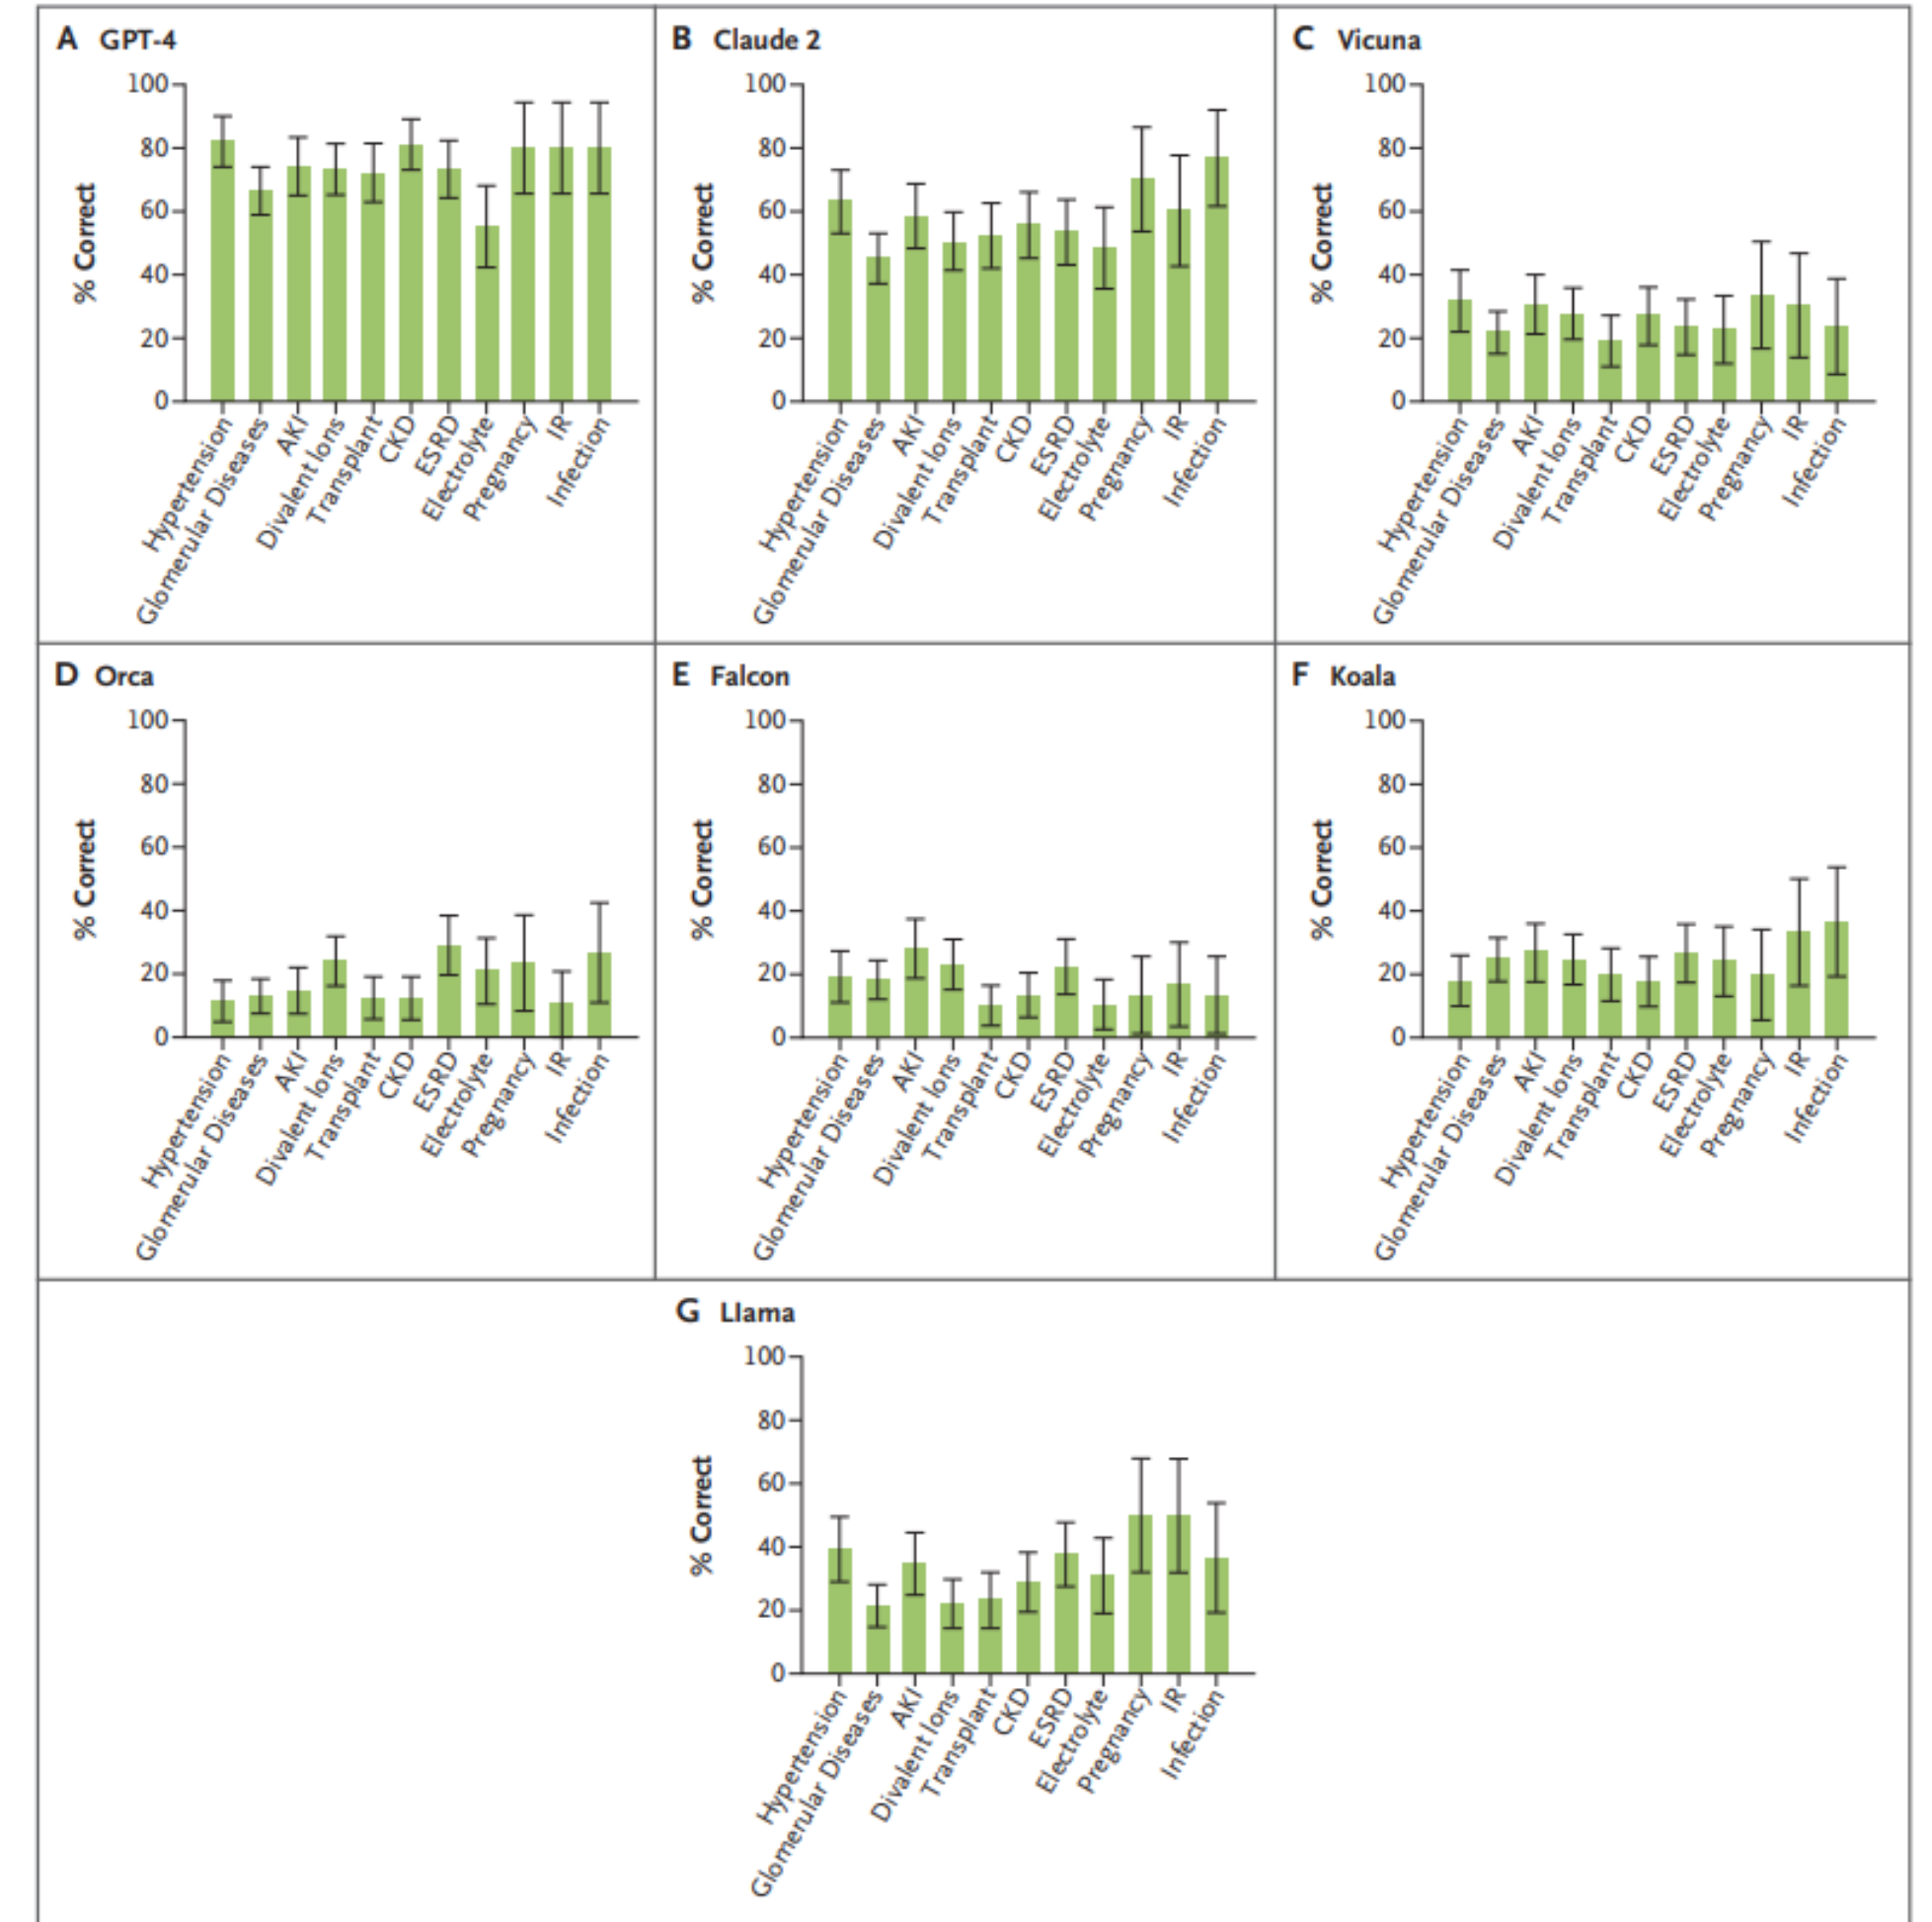 A GPT-4
100
80
60
40
20
0
% Correct
Hypertension
Glomerular Diseases
AKI
Divalent Ions
Transplant
CKD
ESRD
Electrolyte
Pregnancy
IR
Infection
B Claude 2
100
80
60
40
20
0
% Correct
Hypertension
Glomerular Diseases
AKI
Divalent Ions
Transplant
CKD
ESRD
Electrolyte
Pregnancy
IR
Infection
C Vicuna
100
80
60
40
20
0
% Correct
Hypertension
Glomerular Diseases
AKI
Divalent Ions
Transplant
CKD
ESRD
Electrolyte
Pregnancy
IR
Infection
D Orca
100
80
60
40
20
0
% Correct
Hypertension
Glomerular Diseases
AKI
Divalent Ions
Transplant
CKD
ESRD
Electrolyte
Pregnancy
IR
Infection
E Falcon
100
80
60
40
20
0
% Correct
Hypertension
Glomerular Diseases
AKI
Divalent Ions
Transplant
CKD
ESRD
Electrolyte
Pregnancy
IR
Infection
F Koala
100
80
60
40
20
0
% Correct
Hypertension
Glomerular Diseases
AKI
Divalent Ions
Transplant
CKD
ESRD
Electrolyte
Pregnancy
IR
Infection
G Llama
100
80
60
40
20
0
% Correct
Hypertension
Glomerular Diseases
AKI
Divalent Ions
Transplant
CKD
ESRD
Electrolyte
Pregnancy
IR
Infection